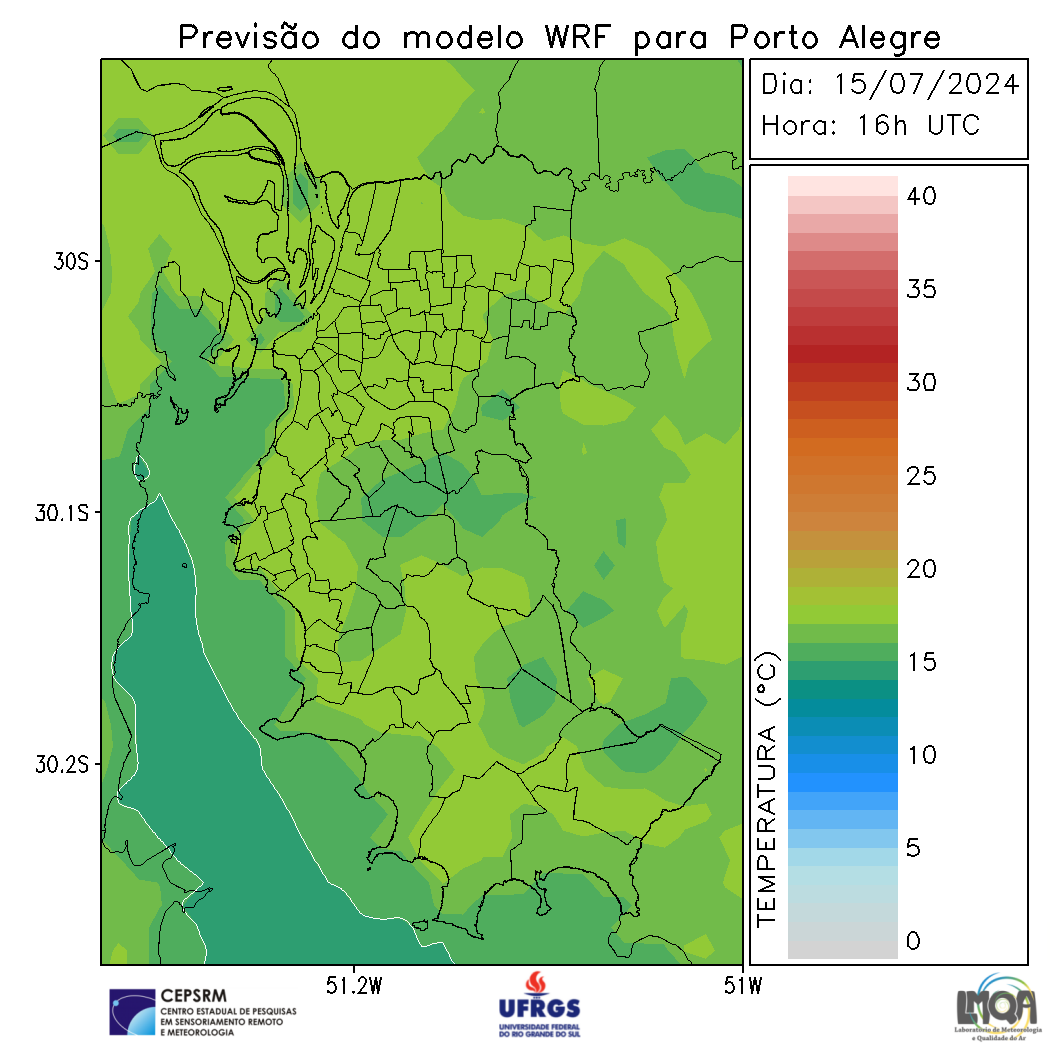 Previsão do modelo WRF para Porto Alegre
Dia: 15/07/2024
Hora: 16h UTC
40
35
30
25
20
15
10
5
0
TEMPERATURA (°C)
30S
30.1S
30.2S
51.2W
51W
CEPSRM
CENTRO ESTADUAL DE PESQUISAS
EM SENSORIAMENTO REMOTO
E METEOROLOGIA
UFRGS
UNIVERSIDADE FEDERAL
DO RIO GRANDE DO SUL
LMQA
Laboratório de Meteorologia
e Qualidade do Ar